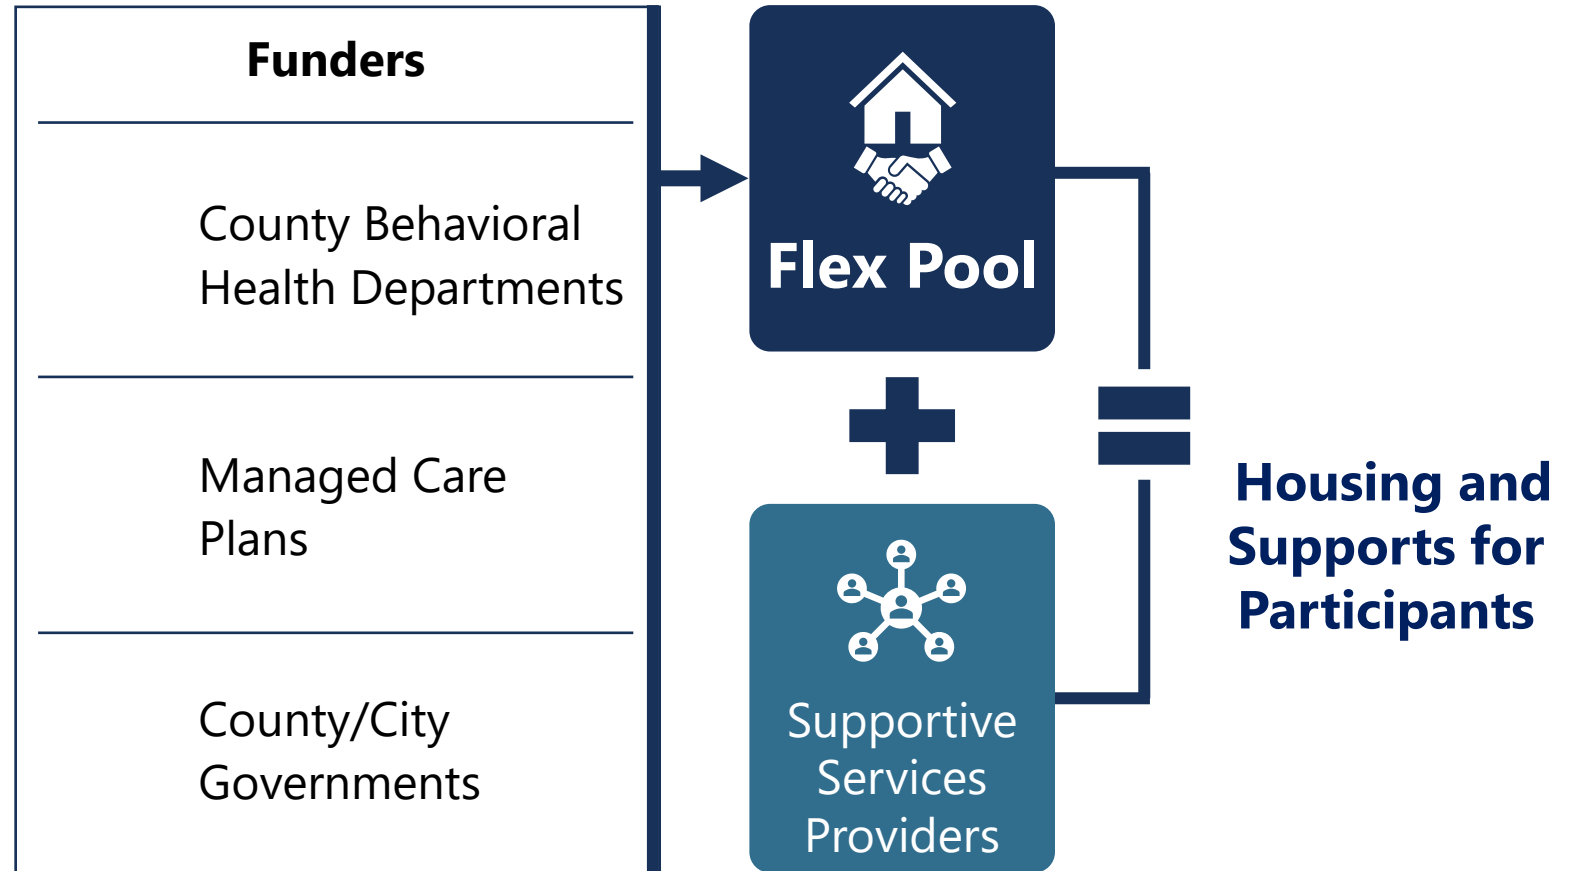 Funders
County Behavioral
Health Departments
Managed Care
Plans
County/City
Governments
Flex Pool
Supportive
Services
Providers
Housing and
Supports for
Participants